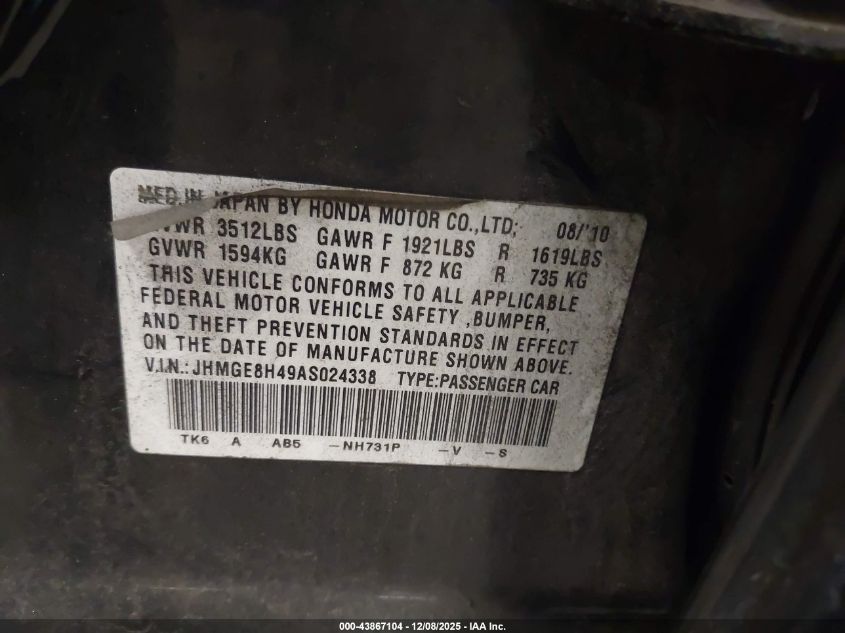 MFD. IN JAPAN BY HONDA MOTOR CO.,LTD; 08/'10
GVWR 3512LBS GAWR F 1921LBS R 1619LBS
GVWR 1594KG GAWR F 872 KG R 735 KG
THIS VEHICLE CONFORMS TO ALL APPLICABLE
FEDERAL MOTOR VEHICLE SAFETY ,BUMPER,
AND THEFT PREVENTION STANDARDS IN EFFECT
ON THE DATE OF MANUFACTURE SHOWN ABOVE.
V.I.N.: JHMGE8H49AS024338 TYPE:PASSENGER CAR
TK6 A AB5 -NH731P -V -S
000-43867104 - 12/08/2025 - IAA Inc.